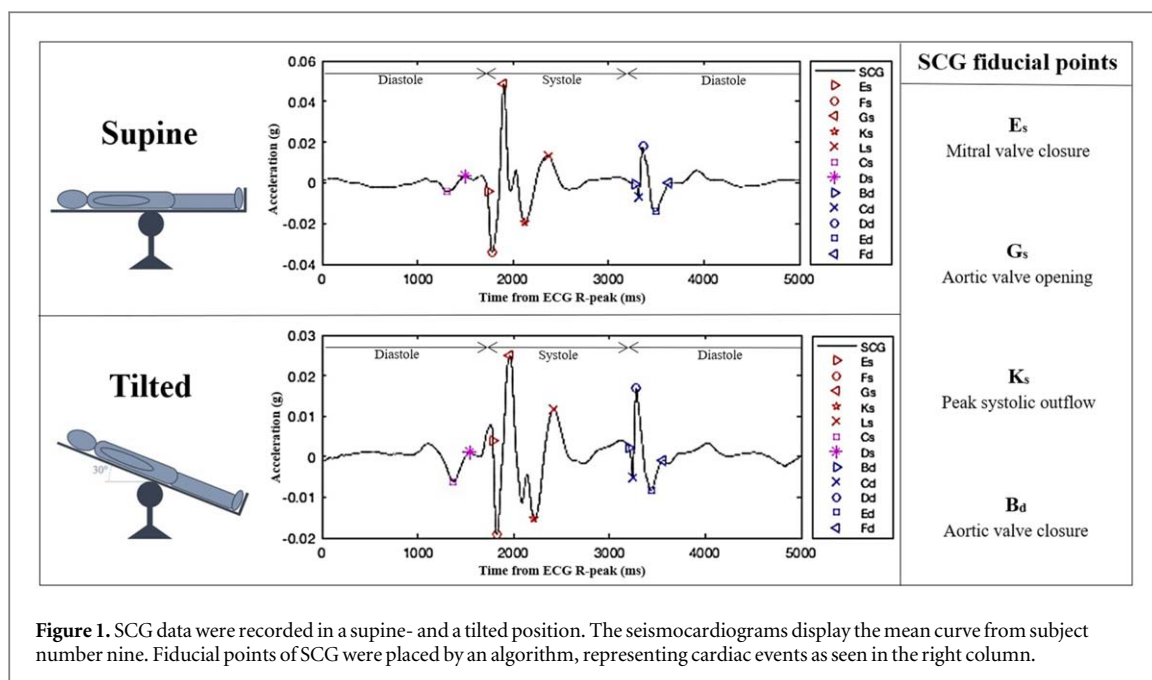 Supine
0.06
0.04
0.02
0
-0.02
-0.04
Acceleration (g)
Diastole
Systole
Diastole
0
1000
2000
3000
4000
5000
Time from ECG R-peak (ms)
SCG
Es
Fs
Gs
Ks
Ls
Cs
Ds
Bd
Cd
Dd
Ed
Fd
Tilted
30°
0.03
0.02
0.01
0
-0.01
-0.02
Acceleration (g)
Diastole
Systole
Diastole
0
1000
2000
3000
4000
5000
Time from ECG R-peak (ms)
SCG
Es
Fs
Gs
Ks
Ls
Cs
Ds
Bd
Cd
Dd
Ed
Fd
SCG fiducial points
Es
Mitral valve closure
Gs
Aortic valve opening
Ks
Peak systolic outflow
Bd
Aortic valve closure
Figure 1. SCG data were recorded in a supine- and a tilted position. The seismocardiograms display the mean curve from subject
number nine. Fiducial points of SCG were placed by an algorithm, representing cardiac events as seen in the right column.